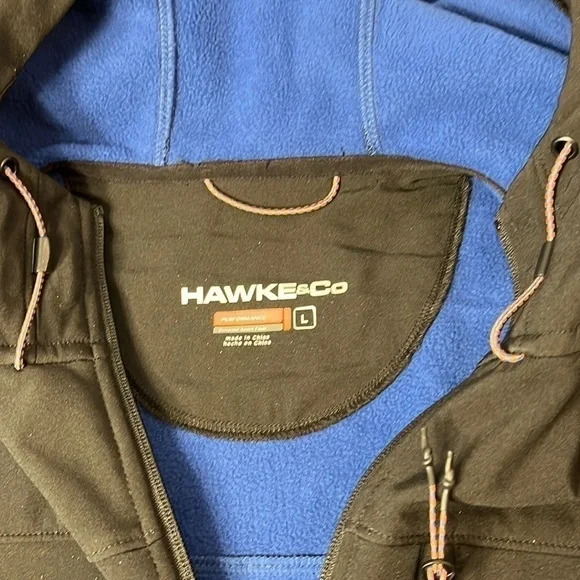 HAWKE&Co
PERFORMANCE
L
made in China
hecho en China